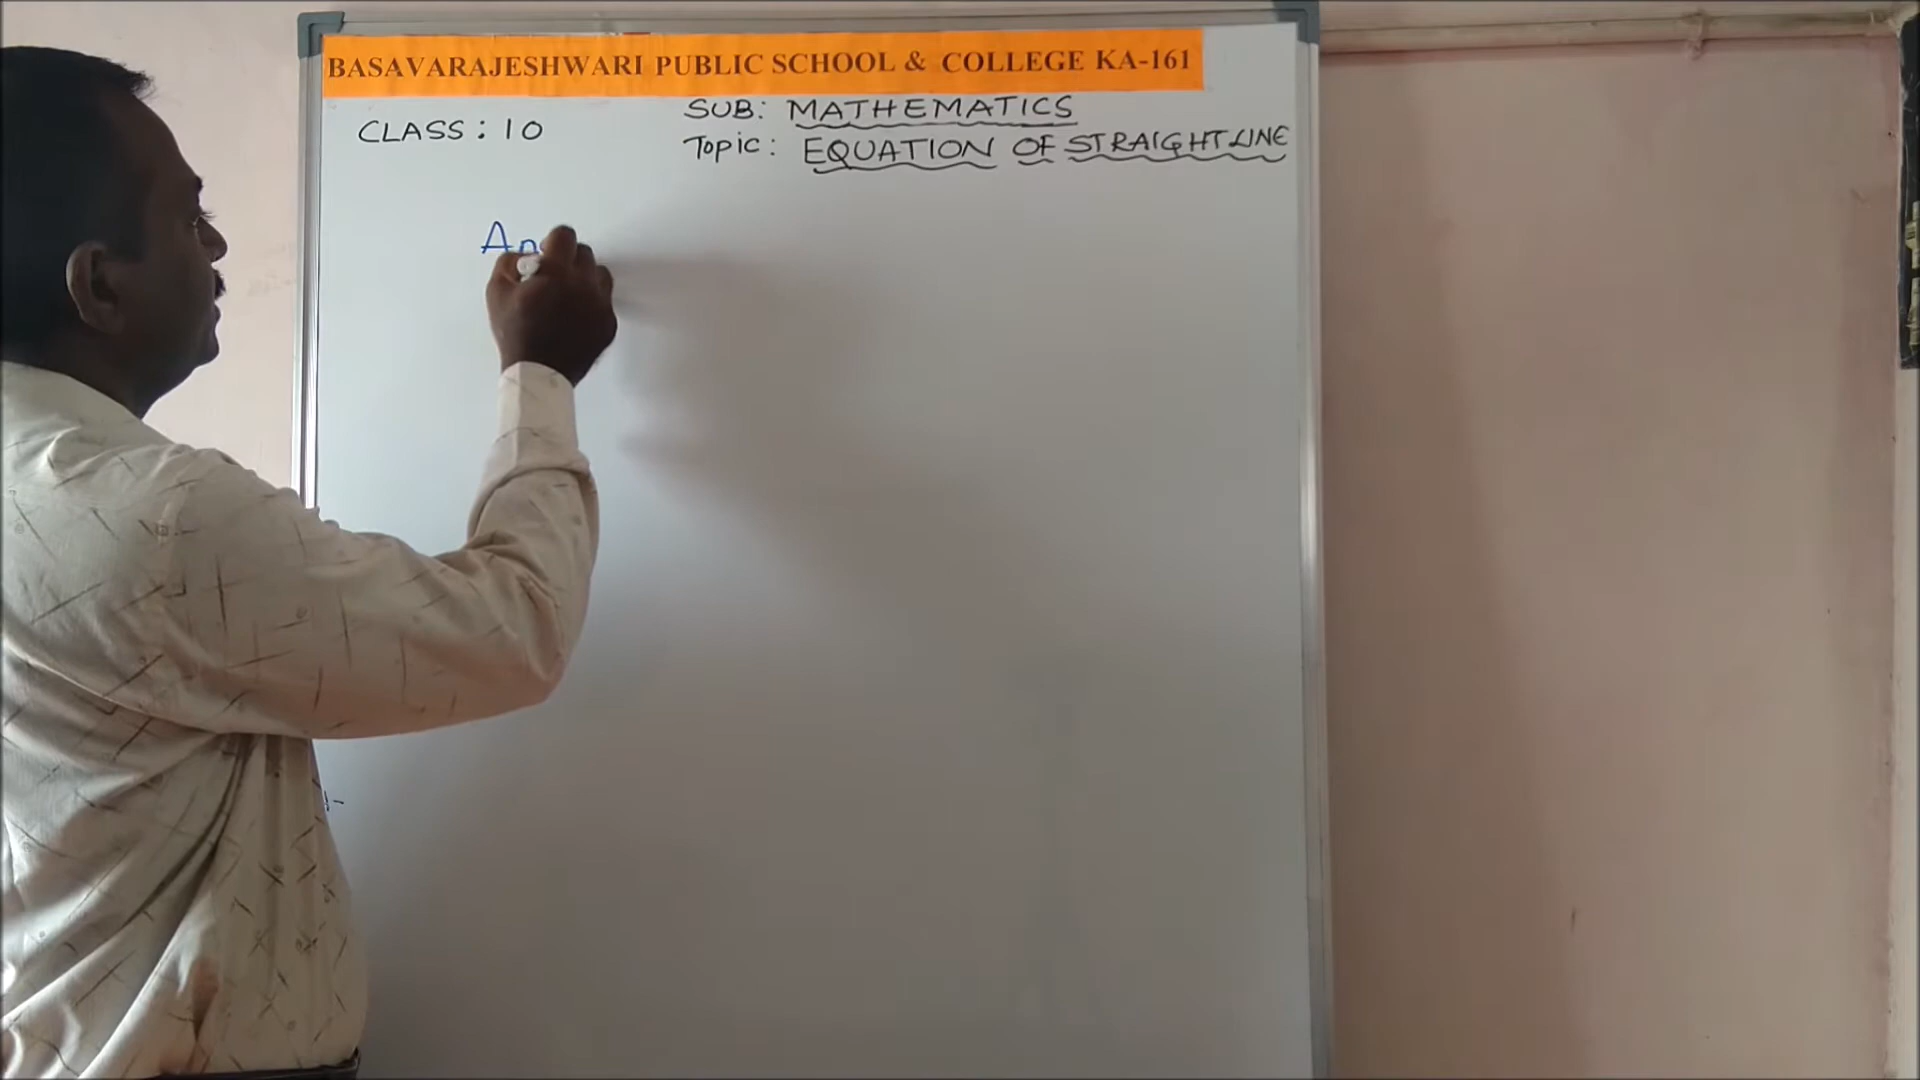 BASAVARAJESHWARI PUBLIC SCHOOL & COLLEGE KA-161
CLASS: 10
SUB: MATHEMATICS
Topic: EQUATION OF STRAIGHT LINE
An